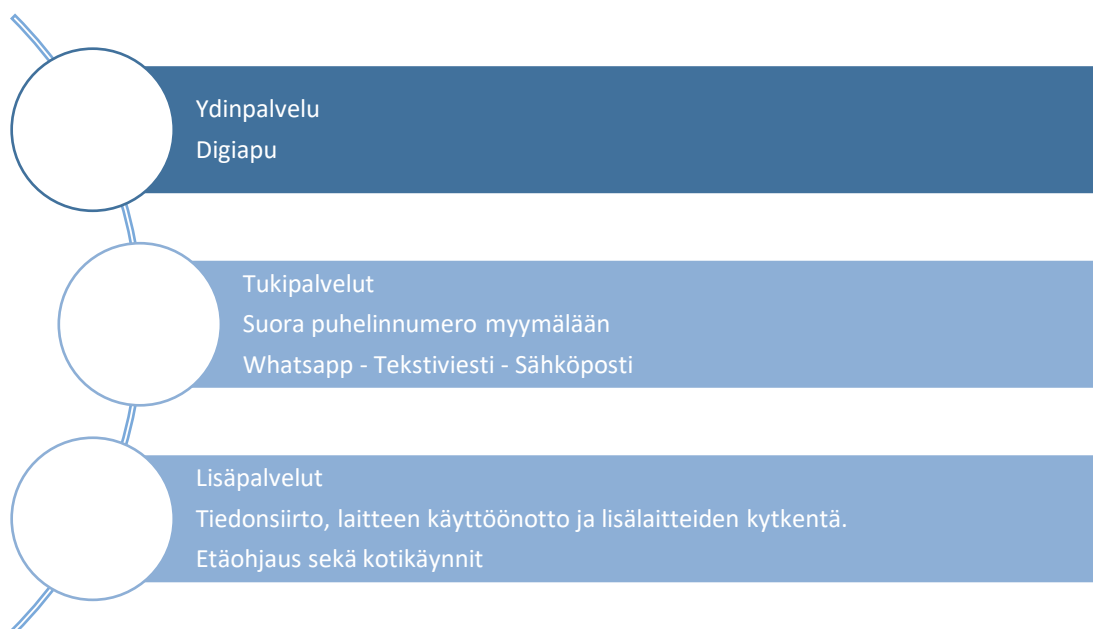 Ydinpalvelu
Digiapu
Tukipalvelut
Suora puhelinnumero myymälään
Whatsapp - Tekstiviesti - Sähköposti
Lisäpalvelut
Tiedonsiirto, laitteen käyttöönotto ja lisälaitteiden kytkentä.
Etäohjaus sekä kotikäynnit